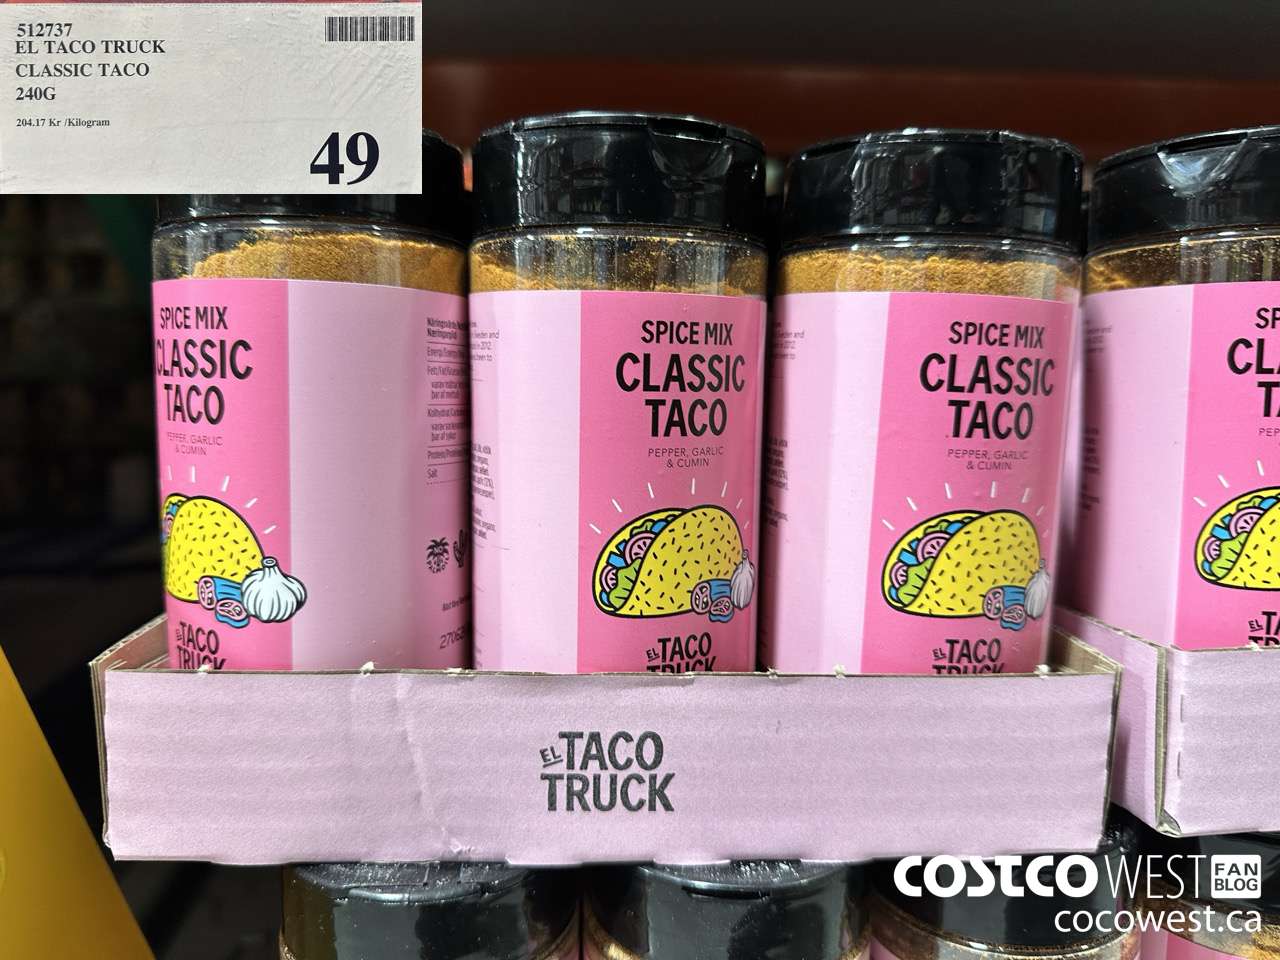 512737
EL TACO TRUCK
CLASSIC TACO
240G
204.17 Kr /Kilogram
49
SPICE MIX
CLASSIC
TACO
PEPPER, GARLIC
& CUMIN
EL TACO
TRUCK
SPICE MIX
CLASSIC
TACO
PEPPER, GARLIC
& CUMIN
EL TACO
TRUCK
SPICE MIX
CLASSIC
TACO
PEPPER, GARLIC
& CUMIN
EL TACO
TRUCK
Salt
EL TACO
TRUCK
COSTCO WEST FAN
BLOG
cocowest.ca